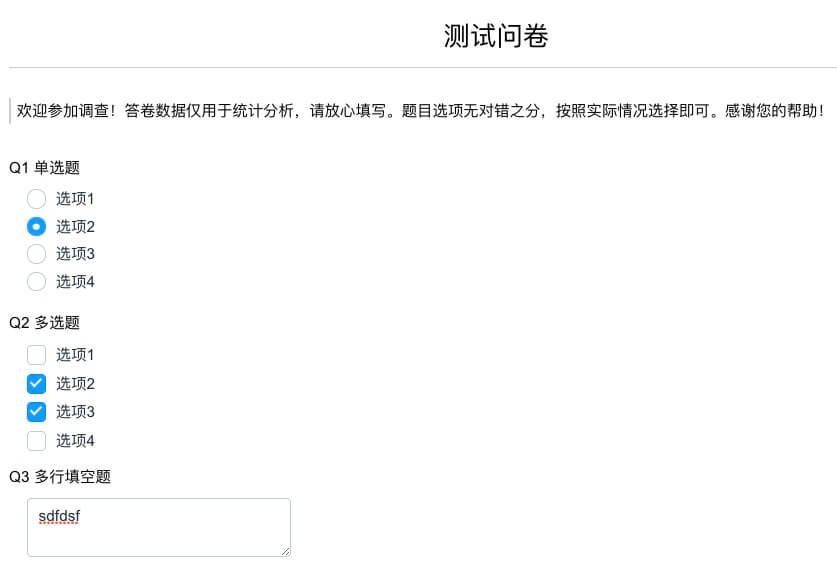 测试问卷
欢迎参加调查！答卷数据仅用于统计分析，请放心填写。题目选项无对错之分，按照实际情况选择即可。感谢您的帮助！
Q1 单选题
选项1
选项2
选项3
选项4
Q2 多选题
选项1
选项2
选项3
选项4
Q3 多行填空题
sdfdsf